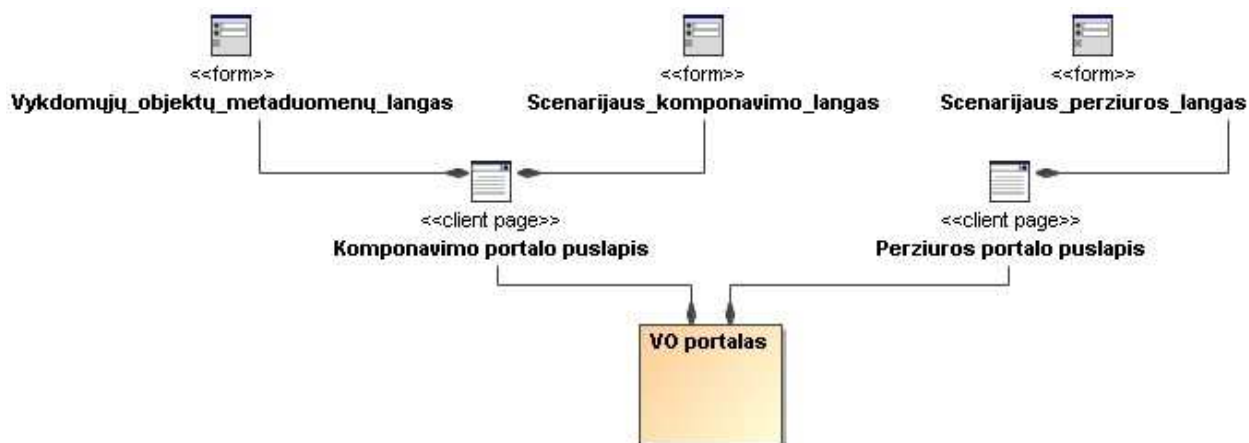 <<form>>
Vykdomųjų_objektų_metaduomenų_langas
<<form>>
Scenarijaus_komponavimo_langas
<<form>>
Scenarijaus_perziuros_langas
<<client page>>
Komponavimo portalo puslapis
<<client page>>
Perziuros portalo puslapis
VO portalas